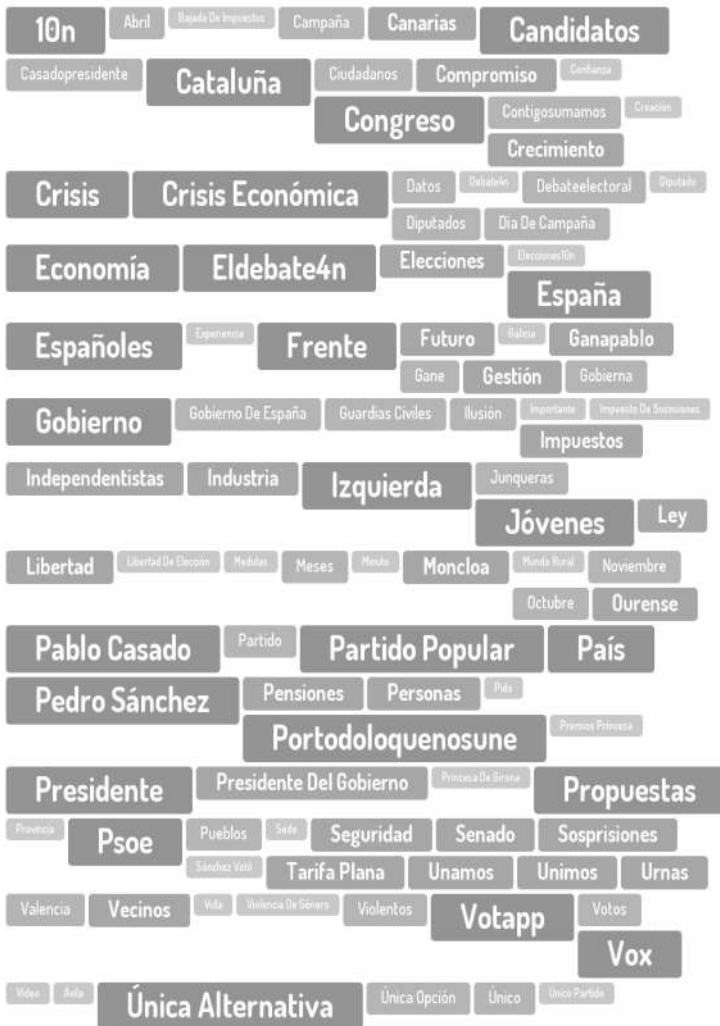 10n Abril Bajada De Impuestos Campaña Canarias Candidatos
Casadopresidente Cataluña Ciudadanos Compromiso Confianza
Congreso Contigosumamos Creación
Crecimiento
Crisis Crisis Económica Datos Debate4n Debateelectoral Diputado
Diputados Dia De Campaña
Economía Eldebate4n Elecciones Elecciones10n
España
Españoles Experiencia Frente Futuro Galicia Ganapablo
Gane Gestión Gobierna
Gobierno Gobierno De España Guardias Civiles Ilusión Importante Impuesto De Sucesiones
Impuestos
Independentistas Industria Izquierda Junqueras
Jóvenes Ley
Libertad Libertad De Elección Medulas Meses Minuto Moncloa Mundo Rural Noviembre
Octubre Ourense
Pablo Casado Partido Partido Popular País
Pedro Sánchez Pensiones Personas Pido
Portodoloquenosune Premios Princesa
Presidente Presidente Del Gobierno Princesa De Girona Propuestas
Provincia Psoe Pueblos Sede Seguridad Senado Sosprisiones
Sánchez Votó Tarifa Plana Unamos Unimos Urnas
Valencia Vecinos Vida Violencia De Género Violentos Votapp Votos
Vox
Video Avila Única Alternativa Única Opción Único Único Partido